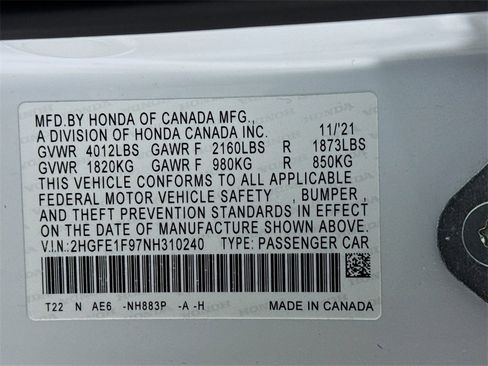 MFD.BY HONDA OF CANADA MFG.,
A DIVISION OF HONDA CANADA INC. 11/'21
GVWR 4012LBS GAWR F 2160LBS R 1873LBS
GVWR 1820KG GAWR F 980KG R 850KG
THIS VEHICLE CONFORMS TO ALL APPLICABLE
FEDERAL MOTOR VEHICLE SAFETY , BUMPER ,
AND THEFT PREVENTION STANDARDS IN EFFECT
ON THE DATE OF MANUFACTURE SHOWN ABOVE.
V.I.N.:2HGFE1F97NH310240 TYPE: PASSENGER CAR
T22 N AE6 -NH883P -A -H MADE IN CANADA